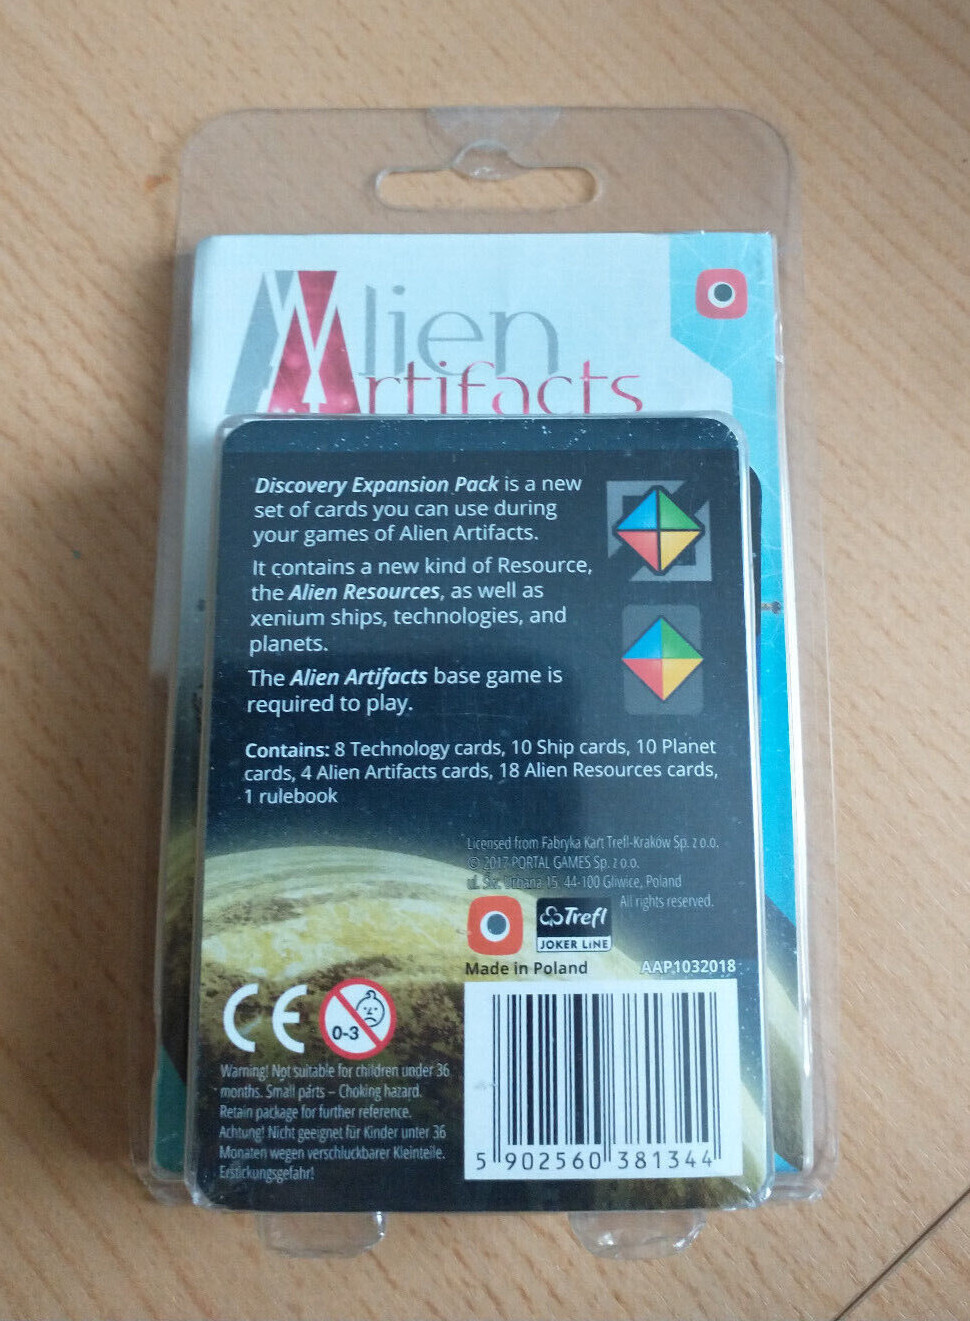 Alien
Artifacts
Discovery Expansion Pack is a new
set of cards you can use during
your games of Alien Artifacts.
It contains a new kind of Resource,
the Alien Resources, as well as
xenium ships, technologies, and
planets.
The Alien Artifacts base game is
required to play.
Contains: 8 Technology cards, 10 Ship cards, 10 Planet
cards, 4 Alien Artifacts cards, 18 Alien Resources cards,
1 rulebook
Licensed from Fabryka Kart Trefl-Kraków Sp. z o.o.
© 2017 PORTAL GAMES Sp. z o.o.
ul. Św. Urbana 15, 44-100 Gliwice, Poland
All rights reserved.
Trefl
JOKER LINE
Made in Poland AAP1032018
CE 0-3
Warning! Not suitable for children under 36
months. Small parts – Choking hazard.
Retain package for further reference.
Achtung! Nicht geeignet für Kinder unter 36
Monaten wegen verschluckbarer Kleinteile.
Erstickungsgefahr!
5 902560 381344